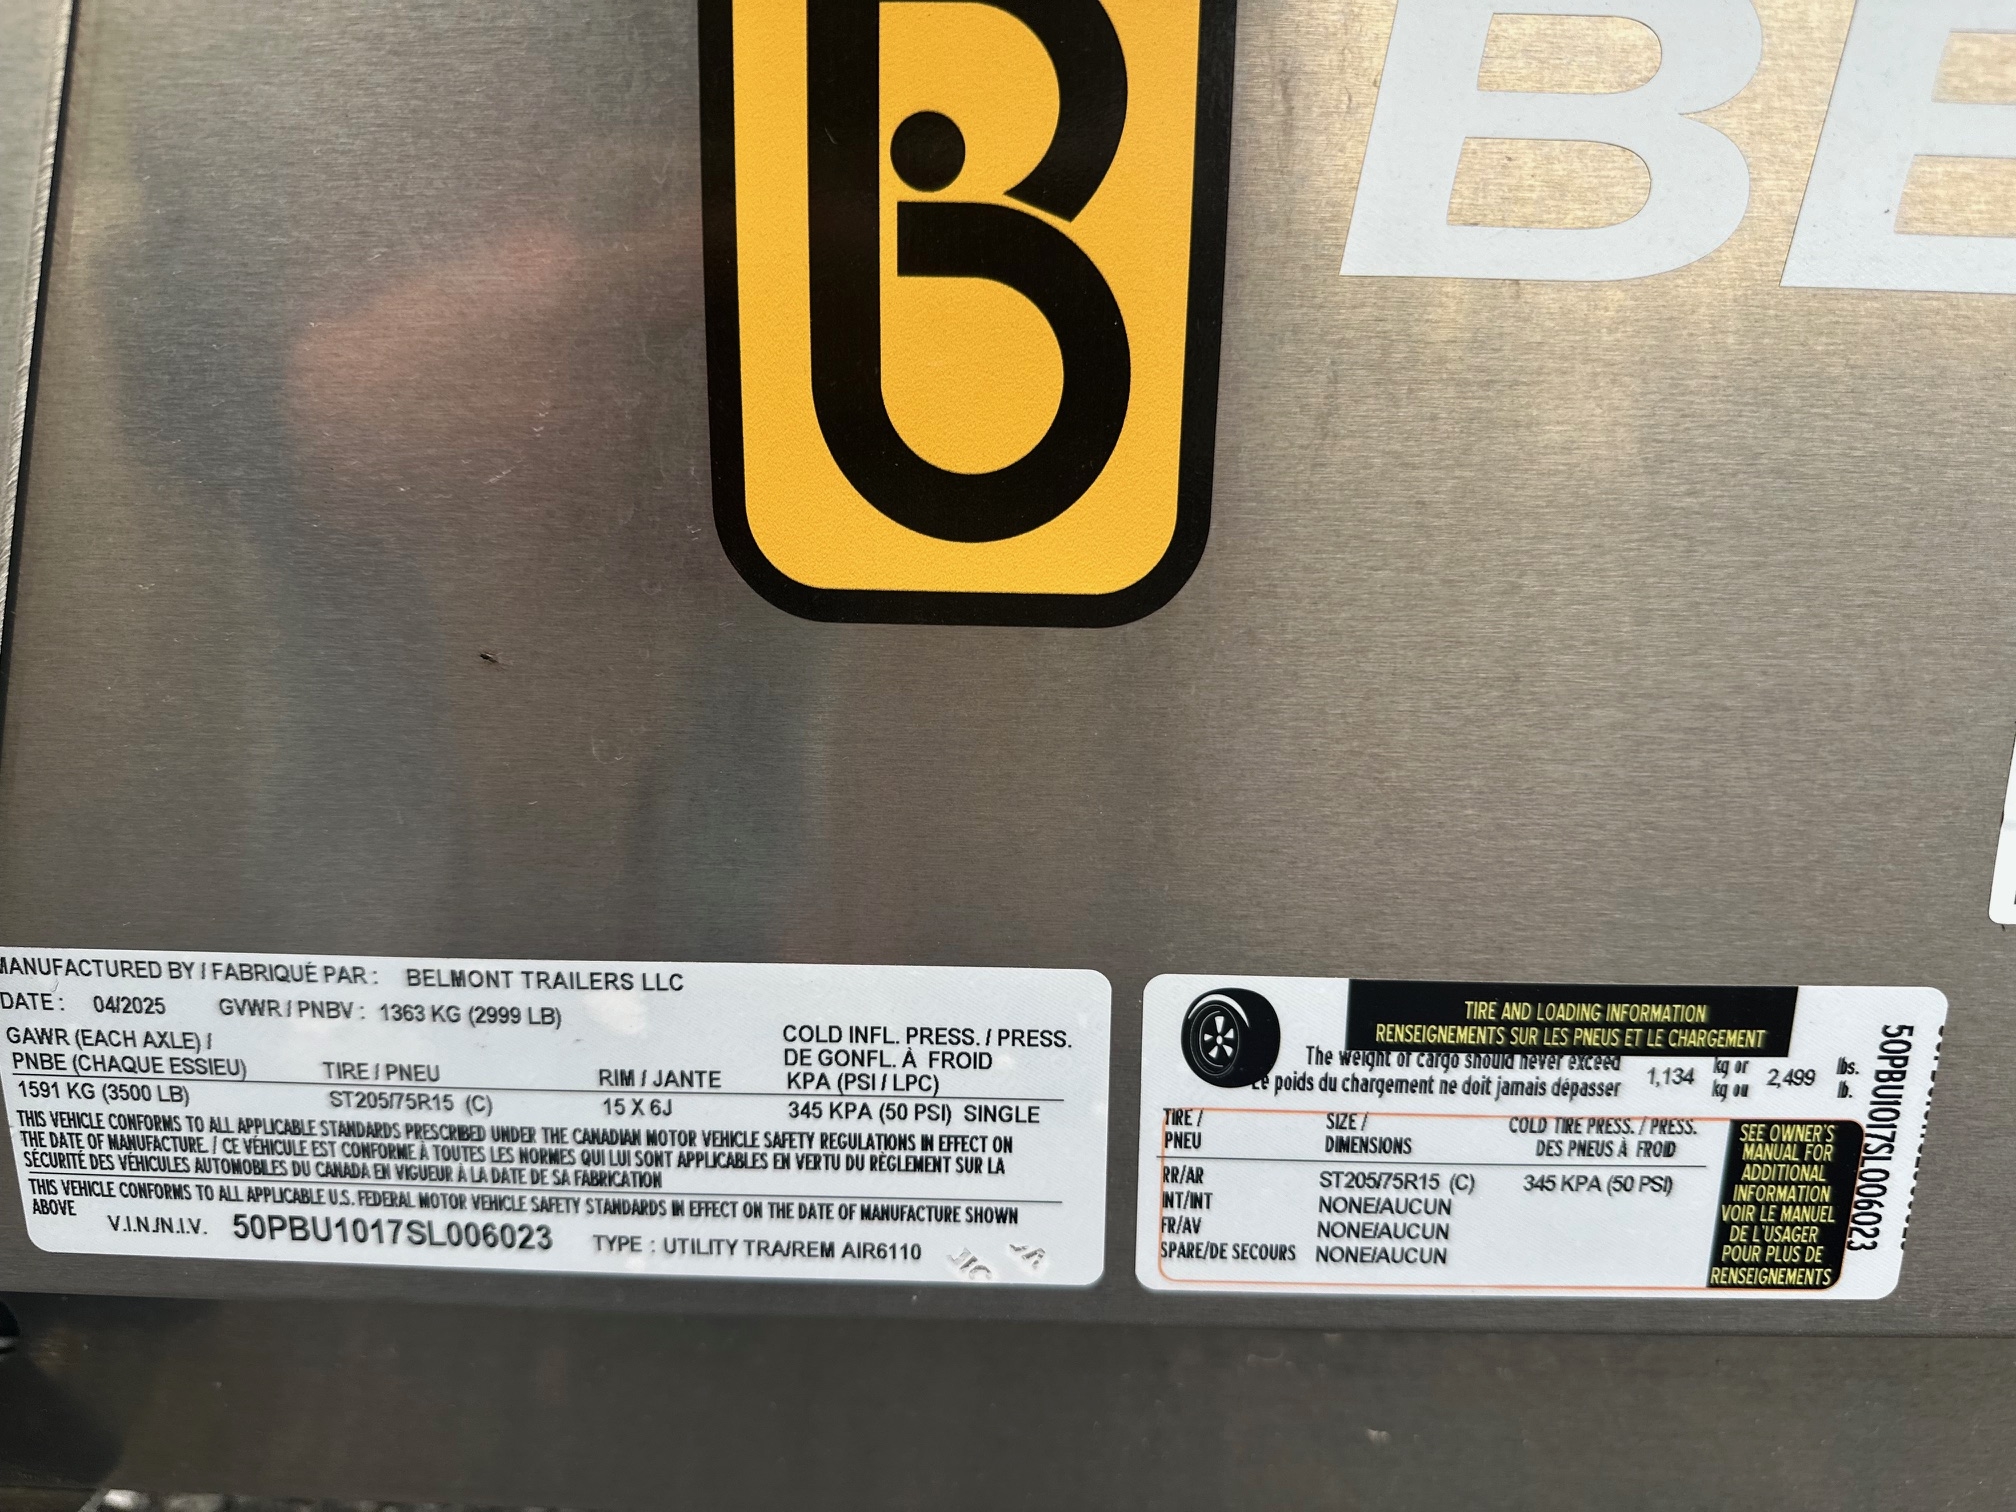 B
BE
MANUFACTURED BY / FABRIQUÉ PAR : BELMONT TRAILERS LLC
DATE : 04/2025 GVWR / PNBV : 1363 KG (2999 LB)
GAWR (EACH AXLE) /
PNBE (CHAQUE ESSIEU) TIRE / PNEU RIM / JANTE COLD INFL. PRESS. / PRESS.
DE GONFL. À FROID
KPA (PSI / LPC)
1591 KG (3500 LB) ST205/75R15 (C) 15 X 6J 345 KPA (50 PSI) SINGLE
THIS VEHICLE CONFORMS TO ALL APPLICABLE STANDARDS PRESCRIBED UNDER THE CANADIAN MOTOR VEHICLE SAFETY REGULATIONS IN EFFECT ON
THE DATE OF MANUFACTURE. / CE VÉHICULE EST CONFORME À TOUTES LES NORMES QUI LUI SONT APPLICABLES EN VERTU DU RÈGLEMENT SUR LA
SÉCURITÉ DES VÉHICULES AUTOMOBILES DU CANADA EN VIGUEUR À LA DATE DE SA FABRICATION
THIS VEHICLE CONFORMS TO ALL APPLICABLE U.S. FEDERAL MOTOR VEHICLE SAFETY STANDARDS IN EFFECT ON THE DATE OF MANUFACTURE SHOWN
ABOVE
V.I.N./N.I.V. 50PBU1017SL006023 TYPE : UTILITY TRA/REM AIR6110
TIRE AND LOADING INFORMATION
RENSEIGNEMENTS SUR LES PNEUS ET LE CHARGEMENT
The weight of cargo should never exceed 1,134 kg or 2,499 lbs.
Le poids du chargement ne doit jamais dépasser kg ou lb.
TIRE / SIZE / COLD TIRE PRESS. / PRESS.
PNEU DIMENSIONS DES PNEUS À FROID
RR/AR ST205/75R15 (C) 345 KPA (50 PSI)
INT/INT NONE/AUCUN
FR/AV NONE/AUCUN
SPARE/DE SECOURS NONE/AUCUN
SEE OWNER'S
MANUAL FOR
ADDITIONAL
INFORMATION
VOIR LE MANUEL
DE L'USAGER
POUR PLUS DE
RENSEIGNEMENTS
50PBU1017SL006023